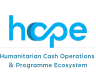 hope
Humanitarian Cash Operations
& Programme Ecosystem